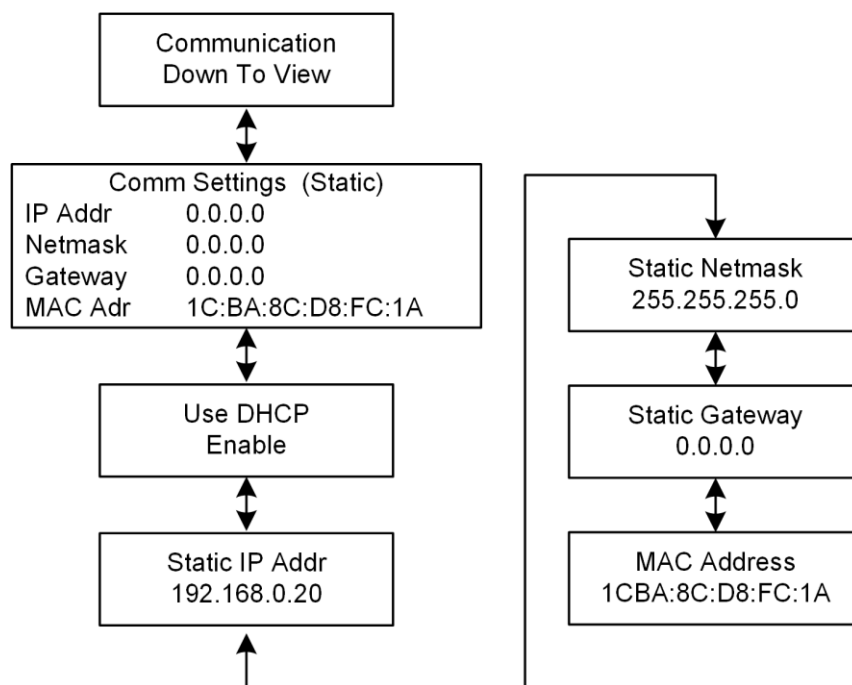 Communication
Down To View
Comm Settings (Static)
IP Addr 0.0.0.0
Netmask 0.0.0.0
Gateway 0.0.0.0
MAC Adr 1C:BA:8C:D8:FC:1A
Use DHCP
Enable
Static IP Addr
192.168.0.20
Static Netmask
255.255.255.0
Static Gateway
0.0.0.0
MAC Address
1CBA:8C:D8:FC:1A